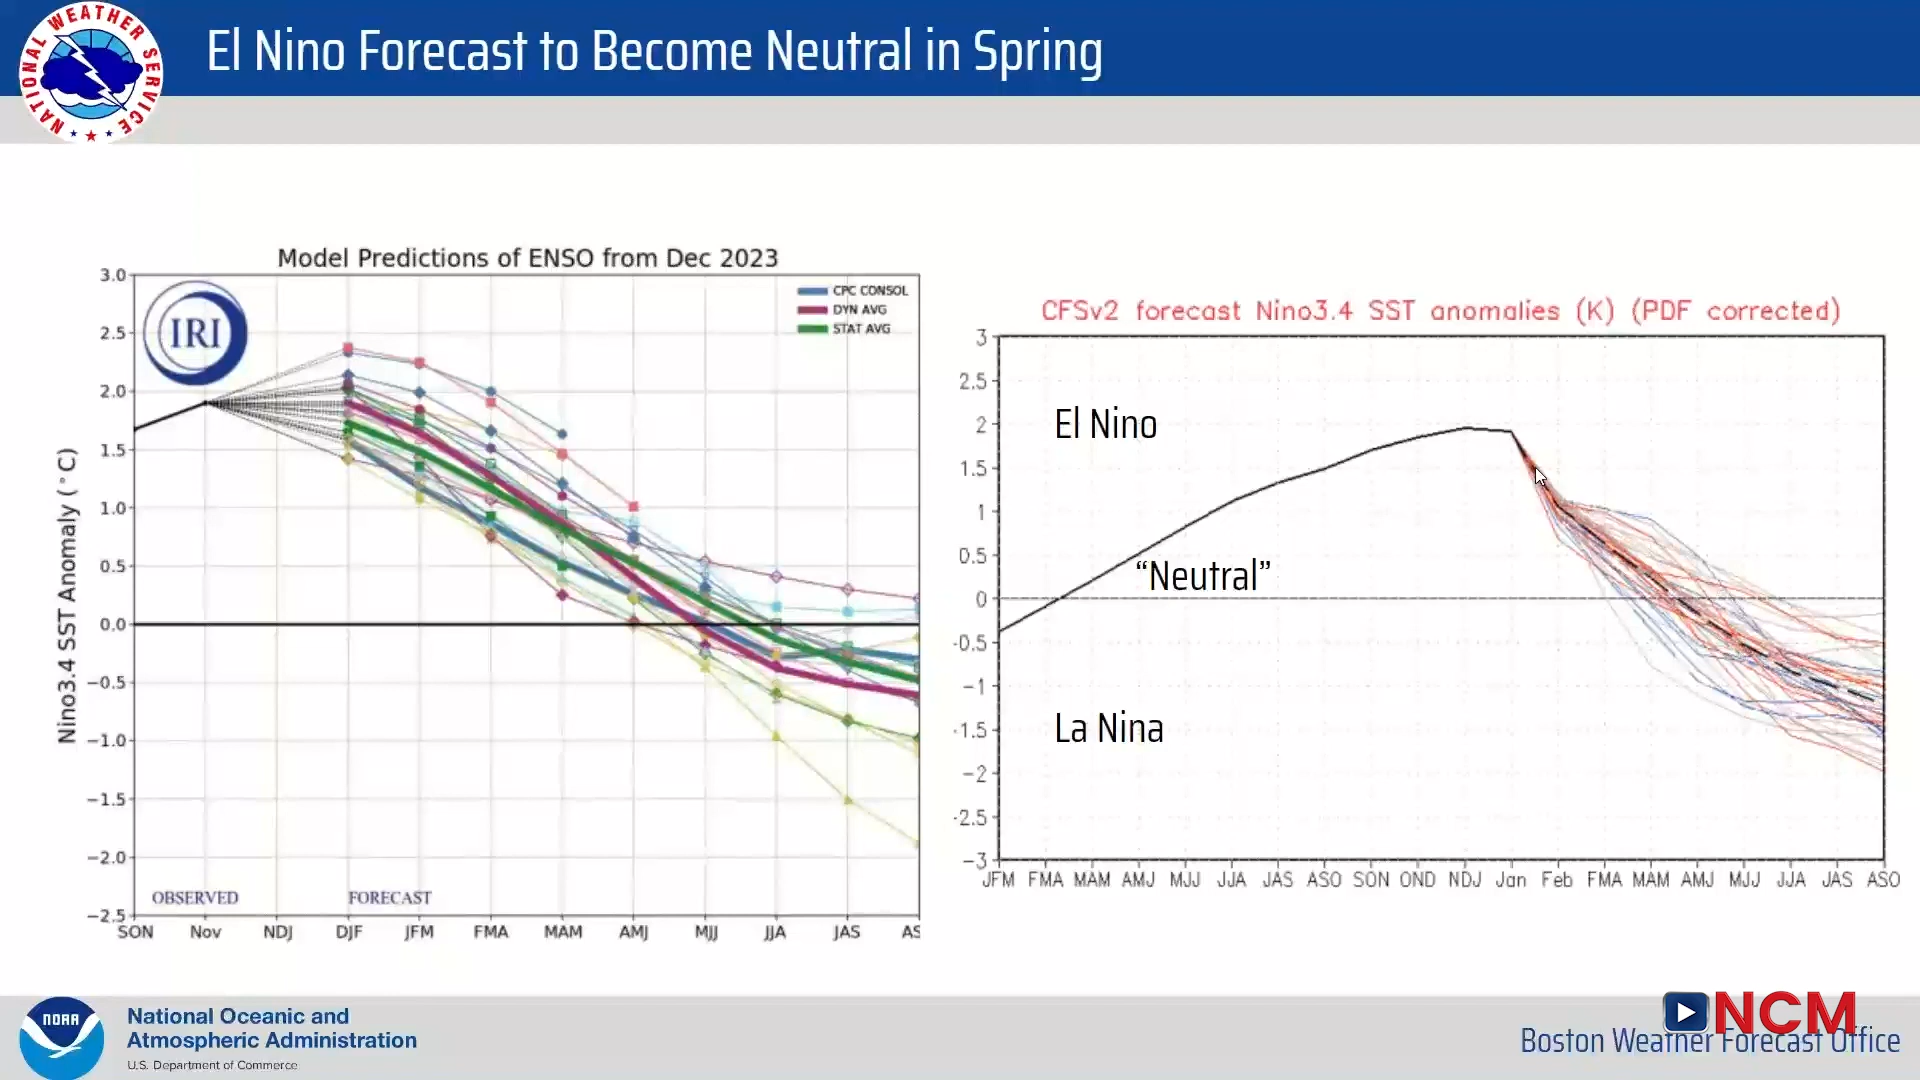 NATIONAL WEATHER SERVICE
El Nino Forecast to Become Neutral in Spring
Model Predictions of ENSO from Dec 2023
IRI
CPC CONSOL
DYN AVG
STAT AVG
Nino3.4 SST Anomaly (°C)
3.0
2.5
2.0
1.5
1.0
0.5
0.0
−0.5
−1.0
−1.5
−2.0
−2.5
OBSERVED FORECAST
SON Nov NDJ DJF JFM FMA MAM AMJ MJJ JJA JAS AS
CFSv2 forecast Nino3.4 SST anomalies (K) (PDF corrected)
3
2.5
2
1.5
1
0.5
0
-0.5
−1
-1.5
−2
-2.5
−3
El Nino
“Neutral”
La Nina
JFM FMA MAM AMJ MJJ JJA JAS ASO SON OND NDJ Jan Feb FMA MAM AMJ MJJ JJA JAS ASO
NOAA
National Oceanic and
Atmospheric Administration
U.S. Department of Commerce
NCM
Boston Weather Forecast Office